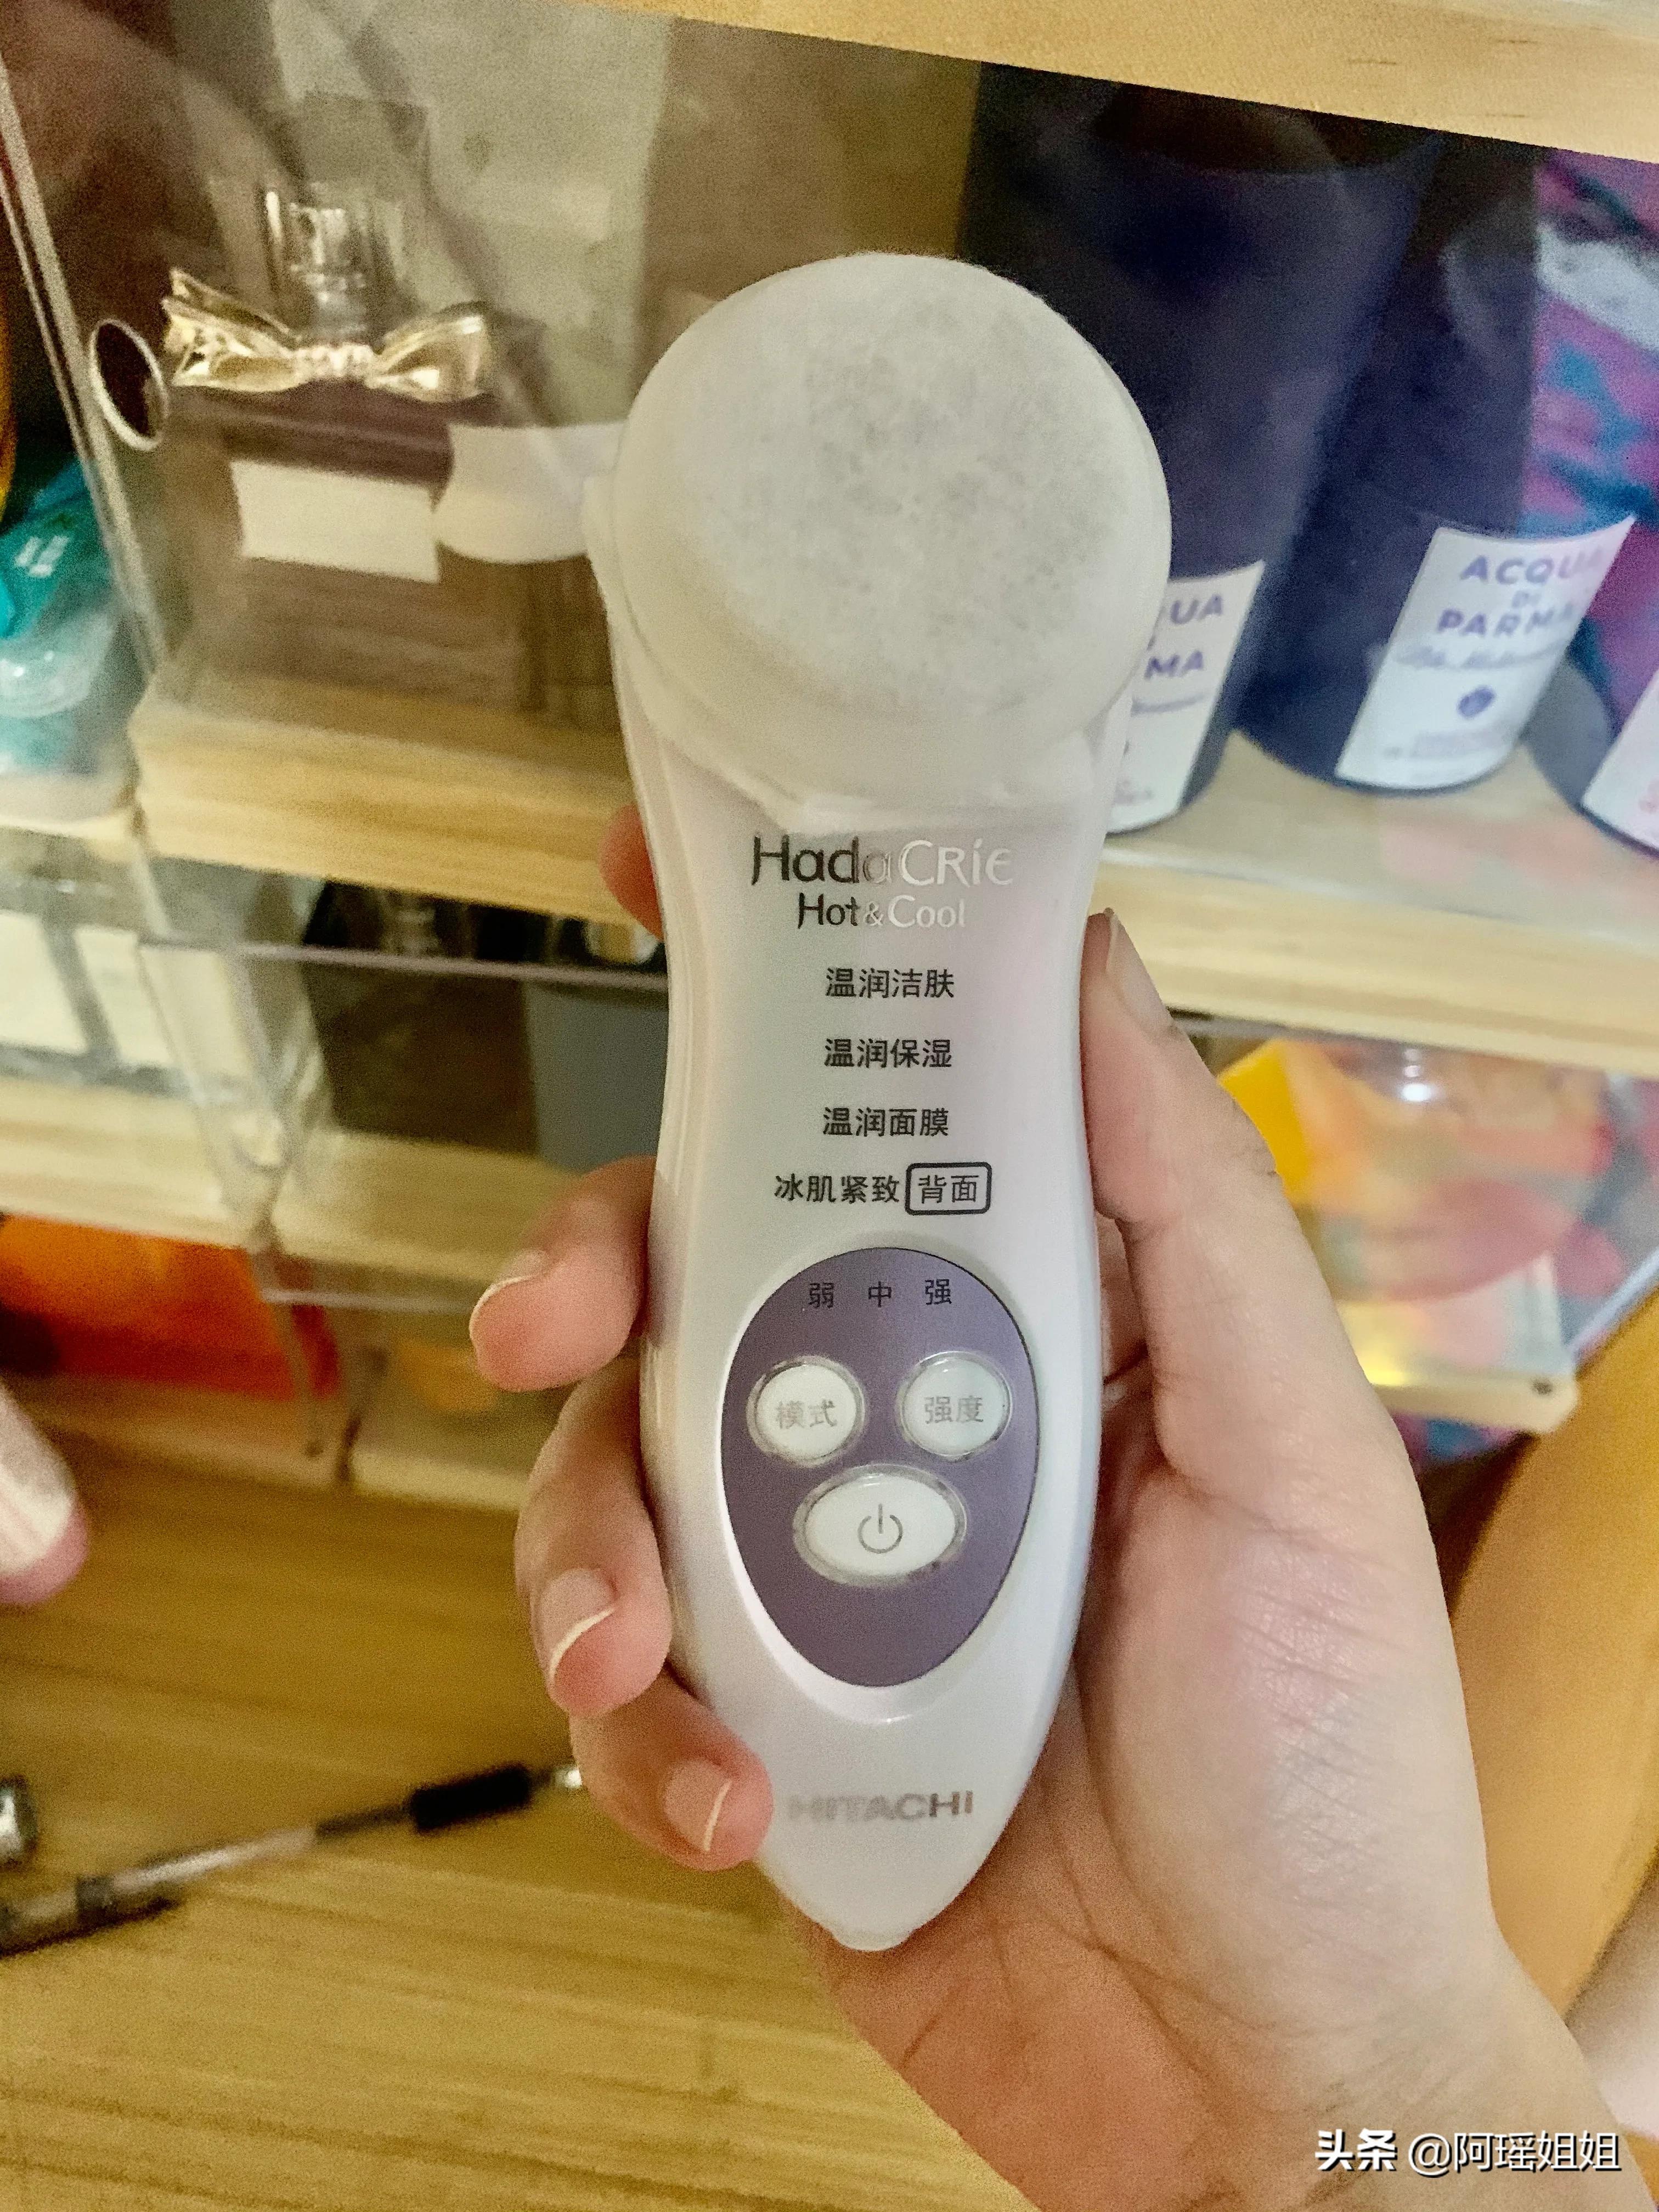 HadaCRiE
Hot&Cool
温润洁肤
温润保湿
温润面膜
冰肌紧致 背面
弱 中 强
模式 强度
HITACHI
UA
MA
ACQUA
DI
PARMA
头条 @阿瑶姐姐